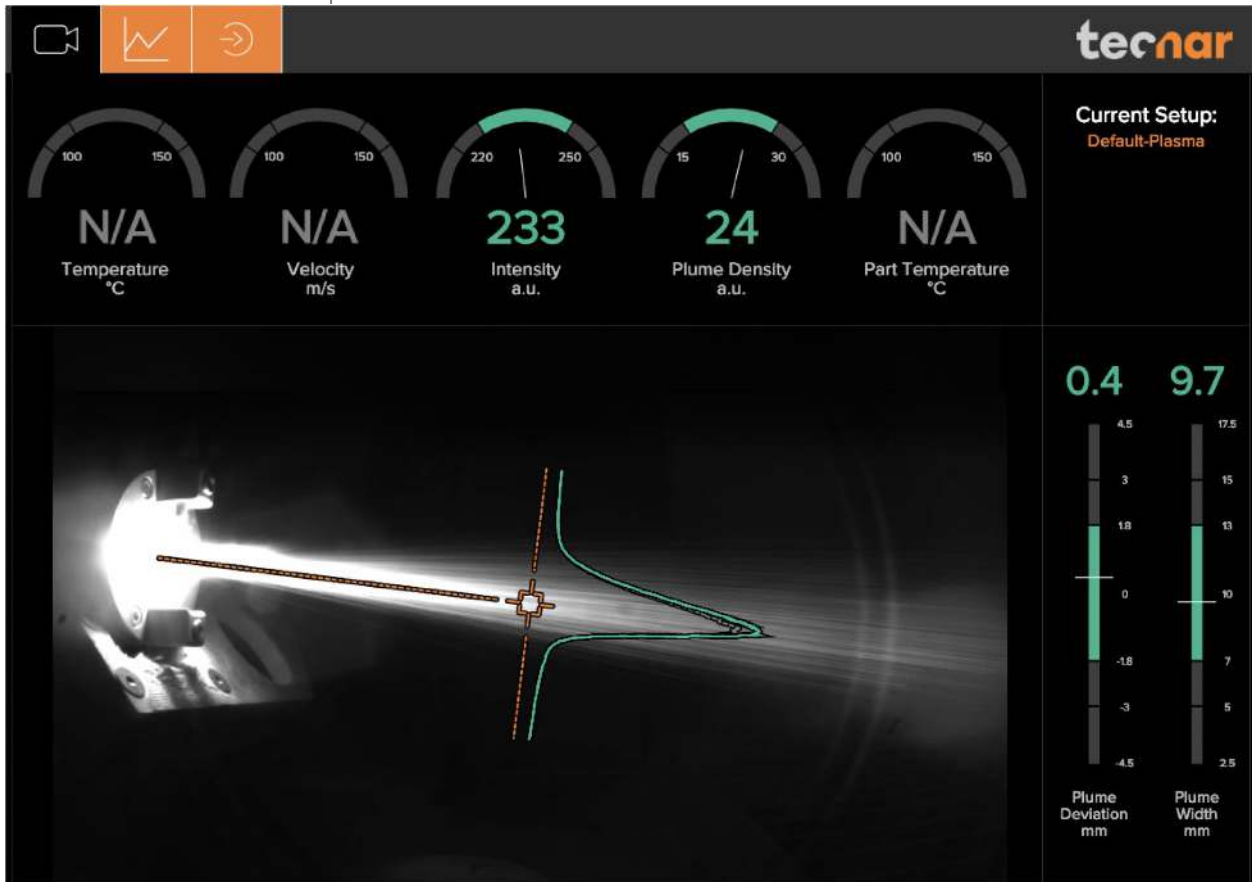 tecnar
Current Setup:
Default-Plasma
100 150
N/A
Temperature
°C
100 150
N/A
Velocity
m/s
220 250
233
Intensity
a.u.
15 30
24
Plume Density
a.u.
100 150
N/A
Part Temperature
°C
0.4
4.5
3
1.8
0
-1.8
-3
-4.5
Plume
Deviation
mm
9.7
17.5
15
13
10
7
5
2.5
Plume
Width
mm